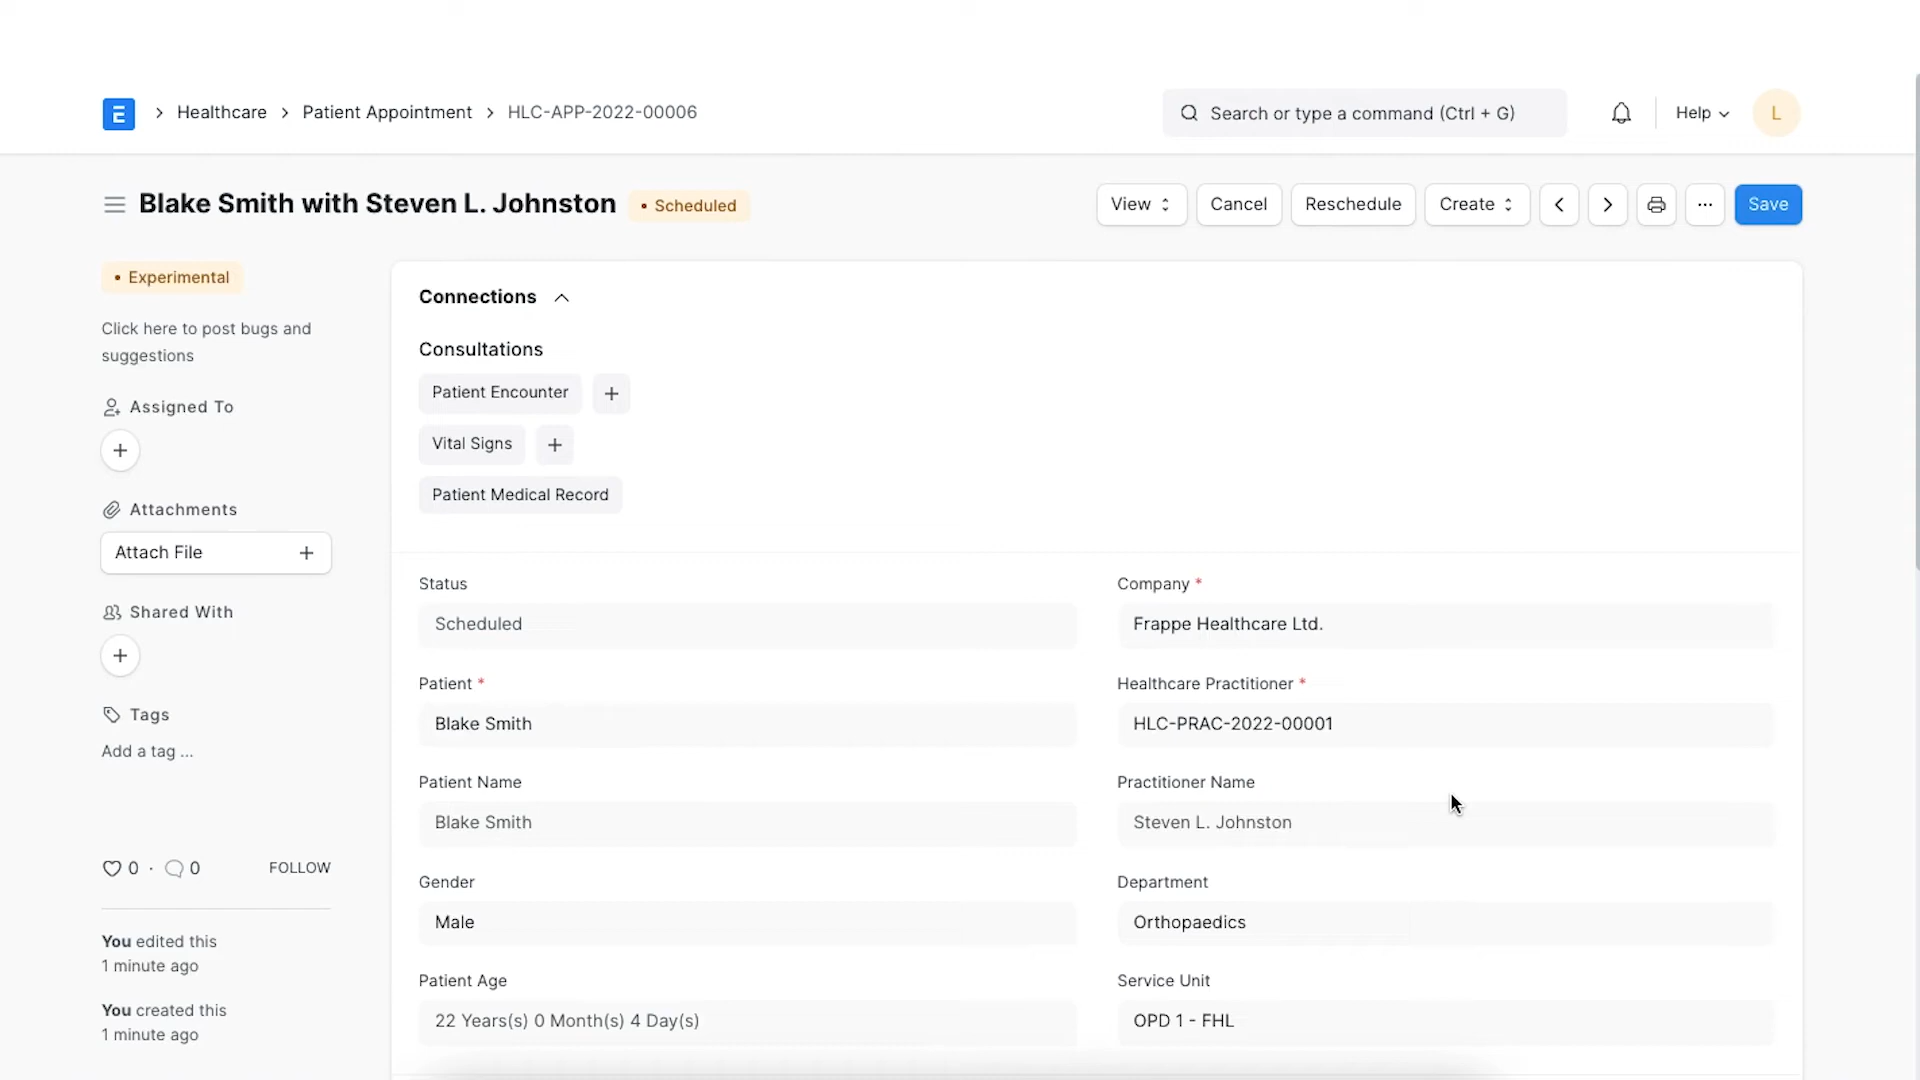 E
Healthcare
Patient Appointment
HLC-APP-2022-00006
Search or type a command (Ctrl + G)
Help
L
Blake Smith with Steven L. Johnston
Scheduled
View
Cancel
Reschedule
Create
Save
Experimental
Click here to post bugs and
suggestions
Assigned To
Attachments
Attach File
Shared With
Tags
Add a tag ...
0 · 0
FOLLOW
You edited this
1 minute ago
You created this
1 minute ago
Connections
Consultations
Patient Encounter
Vital Signs
Patient Medical Record
Status
Scheduled
Company *
Frappe Healthcare Ltd.
Patient *
Blake Smith
Healthcare Practitioner *
HLC-PRAC-2022-00001
Patient Name
Blake Smith
Practitioner Name
Steven L. Johnston
Gender
Male
Department
Orthopaedics
Patient Age
22 Years(s) 0 Month(s) 4 Day(s)
Service Unit
OPD 1 - FHL